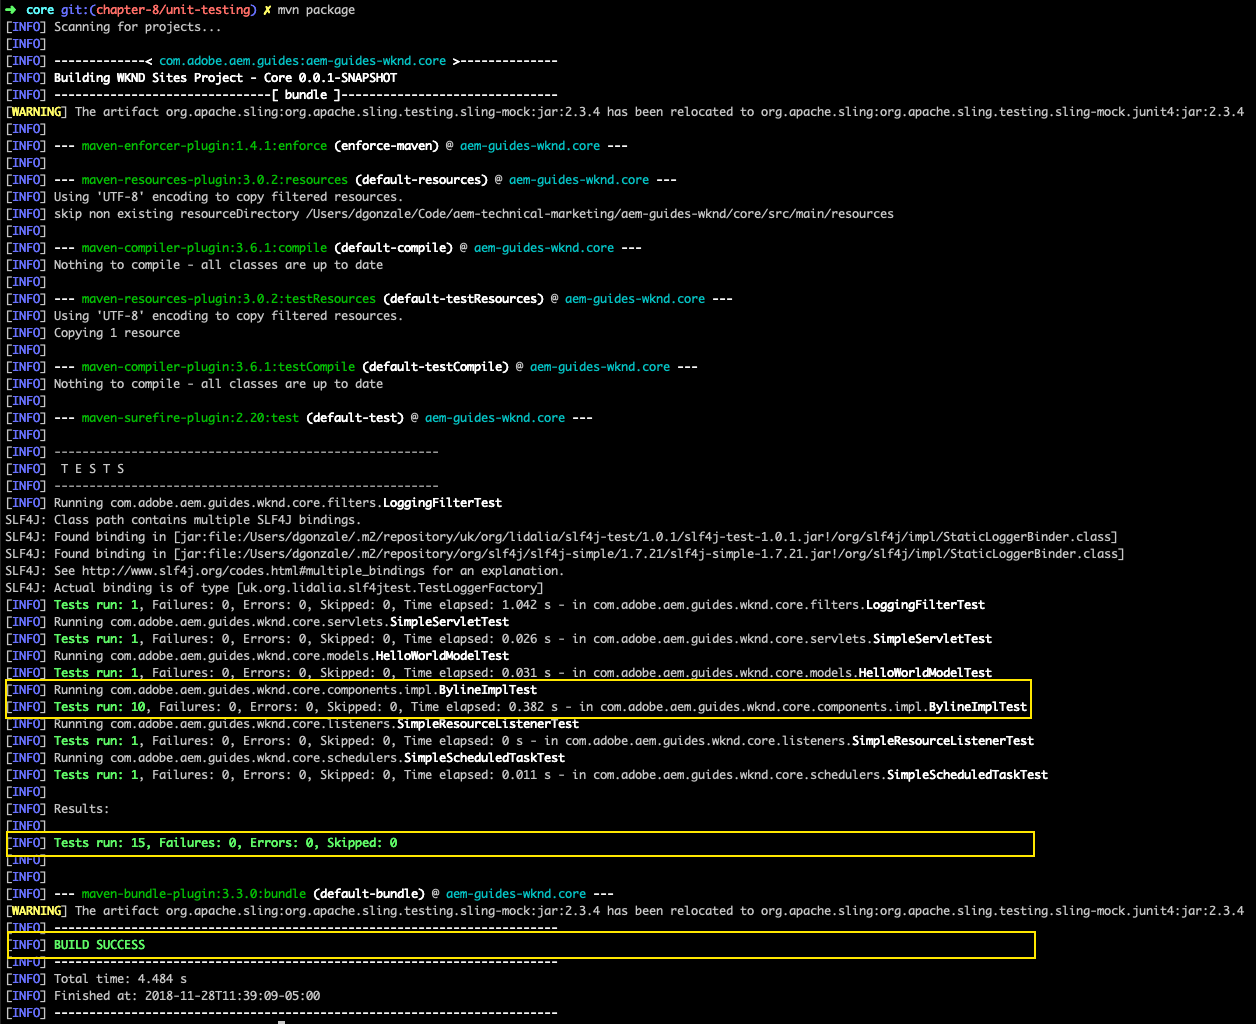 ➜ core git:(chapter-8/unit-testing) ✗ mvn package
[INFO] Scanning for projects...
[INFO]
[INFO] -------------< com.adobe.aem.guides:aem-guides-wknd.core >--------------
[INFO] Building WKND Sites Project - Core 0.0.1-SNAPSHOT
[INFO] -------------------------------[ bundle ]-------------------------------
[WARNING] The artifact org.apache.sling:org.apache.sling.testing.sling-mock:jar:2.3.4 has been relocated to org.apache.sling:org.apache.sling.testing.sling-mock.junit4:jar:2.3.4
[INFO]
[INFO] --- maven-enforcer-plugin:1.4.1:enforce (enforce-maven) @ aem-guides-wknd.core ---
[INFO]
[INFO] --- maven-resources-plugin:3.0.2:resources (default-resources) @ aem-guides-wknd.core ---
[INFO] Using 'UTF-8' encoding to copy filtered resources.
[INFO] skip non existing resourceDirectory /Users/dgonzale/Code/aem-technical-marketing/aem-guides-wknd/core/src/main/resources
[INFO]
[INFO] --- maven-compiler-plugin:3.6.1:compile (default-compile) @ aem-guides-wknd.core ---
[INFO] Nothing to compile - all classes are up to date
[INFO]
[INFO] --- maven-resources-plugin:3.0.2:testResources (default-testResources) @ aem-guides-wknd.core ---
[INFO] Using 'UTF-8' encoding to copy filtered resources.
[INFO] Copying 1 resource
[INFO]
[INFO] --- maven-compiler-plugin:3.6.1:testCompile (default-testCompile) @ aem-guides-wknd.core ---
[INFO] Nothing to compile - all classes are up to date
[INFO]
[INFO] --- maven-surefire-plugin:2.20:test (default-test) @ aem-guides-wknd.core ---
[INFO]
[INFO] -------------------------------------------------------
[INFO]  T E S T S
[INFO] -------------------------------------------------------
[INFO] Running com.adobe.aem.guides.wknd.core.filters.LoggingFilterTest
SLF4J: Class path contains multiple SLF4J bindings.
SLF4J: Found binding in [jar:file:/Users/dgonzale/.m2/repository/uk/org/lidalia/slf4j-test/1.0.1/slf4j-test-1.0.1.jar!/org/slf4j/impl/StaticLoggerBinder.class]
SLF4J: Found binding in [jar:file:/Users/dgonzale/.m2/repository/org/slf4j/slf4j-simple/1.7.21/slf4j-simple-1.7.21.jar!/org/slf4j/impl/StaticLoggerBinder.class]
SLF4J: See http://www.slf4j.org/codes.html#multiple_bindings for an explanation.
SLF4J: Actual binding is of type [uk.org.lidalia.slf4jtest.TestLoggerFactory]
[INFO] Tests run: 1, Failures: 0, Errors: 0, Skipped: 0, Time elapsed: 1.042 s - in com.adobe.aem.guides.wknd.core.filters.LoggingFilterTest
[INFO] Running com.adobe.aem.guides.wknd.core.servlets.SimpleServletTest
[INFO] Tests run: 1, Failures: 0, Errors: 0, Skipped: 0, Time elapsed: 0.026 s - in com.adobe.aem.guides.wknd.core.servlets.SimpleServletTest
[INFO] Running com.adobe.aem.guides.wknd.core.models.HelloWorldModelTest
[INFO] Tests run: 1, Failures: 0, Errors: 0, Skipped: 0, Time elapsed: 0.031 s - in com.adobe.aem.guides.wknd.core.models.HelloWorldModelTest
[INFO] Running com.adobe.aem.guides.wknd.core.components.impl.BylineImplTest
[INFO] Tests run: 10, Failures: 0, Errors: 0, Skipped: 0, Time elapsed: 0.382 s - in com.adobe.aem.guides.wknd.core.components.impl.BylineImplTest
[INFO] Running com.adobe.aem.guides.wknd.core.listeners.SimpleResourceListenerTest
[INFO] Tests run: 1, Failures: 0, Errors: 0, Skipped: 0, Time elapsed: 0 s - in com.adobe.aem.guides.wknd.core.listeners.SimpleResourceListenerTest
[INFO] Running com.adobe.aem.guides.wknd.core.schedulers.SimpleScheduledTaskTest
[INFO] Tests run: 1, Failures: 0, Errors: 0, Skipped: 0, Time elapsed: 0.011 s - in com.adobe.aem.guides.wknd.core.schedulers.SimpleScheduledTaskTest
[INFO]
[INFO] Results:
[INFO]
[INFO] Tests run: 15, Failures: 0, Errors: 0, Skipped: 0
[INFO]
[INFO]
[INFO] --- maven-bundle-plugin:3.3.0:bundle (default-bundle) @ aem-guides-wknd.core ---
[WARNING] The artifact org.apache.sling:org.apache.sling.testing.sling-mock:jar:2.3.4 has been relocated to org.apache.sling:org.apache.sling.testing.sling-mock.junit4:jar:2.3.4
[INFO] ------------------------------------------------------------------------
[INFO] BUILD SUCCESS
[INFO] ------------------------------------------------------------------------
[INFO] Total time: 4.484 s
[INFO] Finished at: 2018-11-28T11:39:09-05:00
[INFO] ------------------------------------------------------------------------